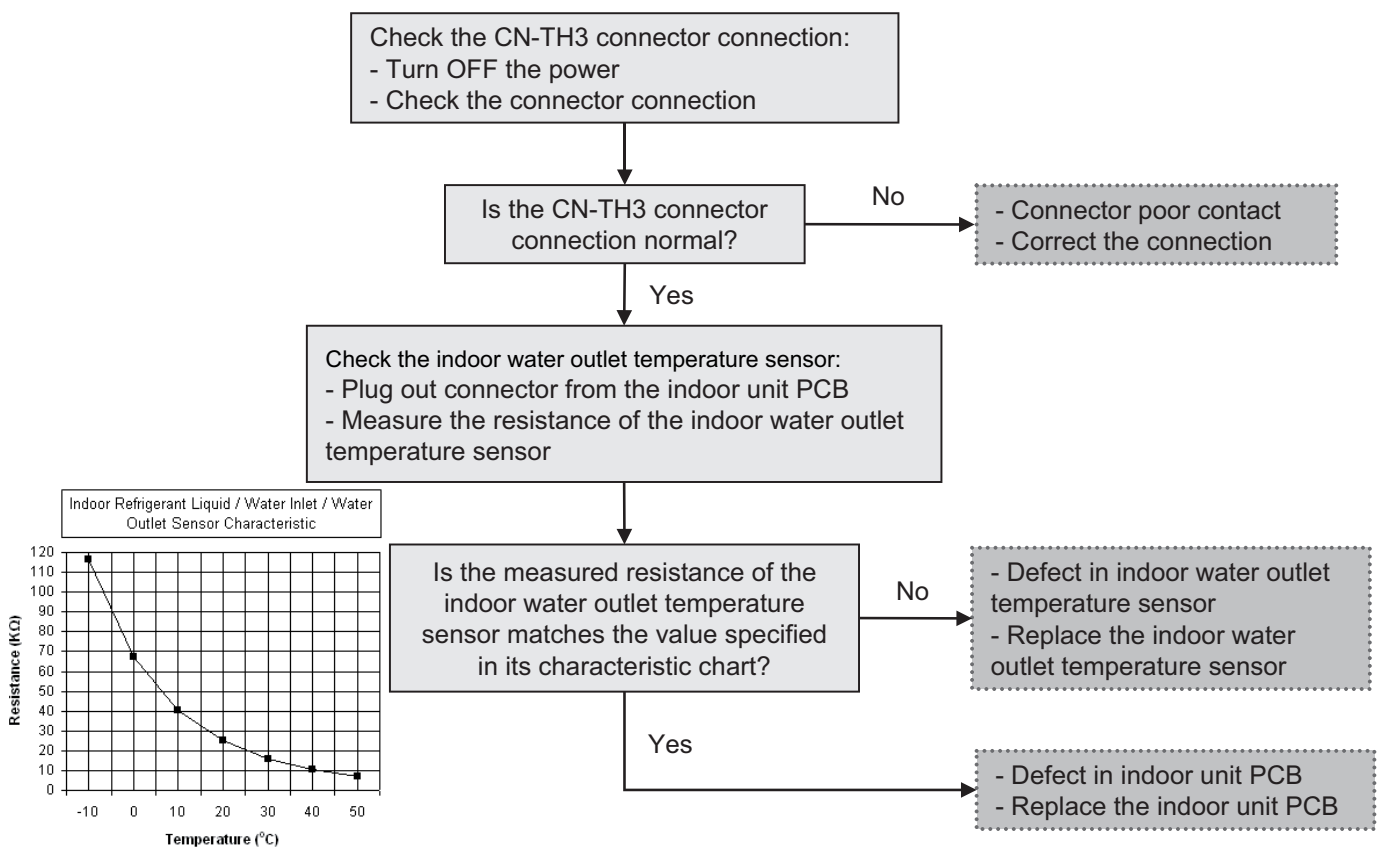 Check the CN-TH3 connector connection:
- Turn OFF the power
- Check the connector connection
Is the CN-TH3 connector
connection normal?
No
- Connector poor contact
- Correct the connection
Yes
Check the indoor water outlet temperature sensor:
- Plug out connector from the indoor unit PCB
- Measure the resistance of the indoor water outlet
temperature sensor
Indoor Refrigerant Liquid / Water Inlet / Water
Outlet Sensor Characteristic
120
110
100
90
80
70
60
50
40
30
20
10
0
Resistance (KΩ)
-10 0 10 20 30 40 50
Temperature (°C)
Is the measured resistance of the
indoor water outlet temperature
sensor matches the value specified
in its characteristic chart?
No
- Defect in indoor water outlet
temperature sensor
- Replace the indoor water
outlet temperature sensor
Yes
- Defect in indoor unit PCB
- Replace the indoor unit PCB